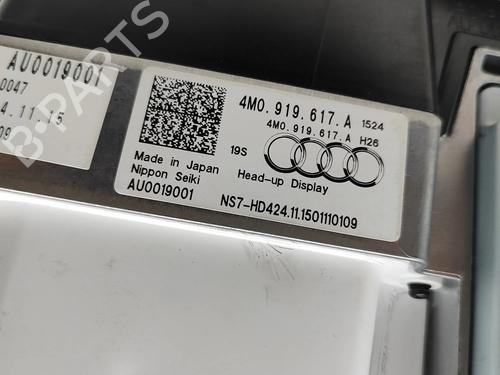 AU0019001
0047
4.11.15
09
B-PARTS
4M0.919.617.A 1524
4M0.919.617.A H26
19S
Made in Japan
Nippon Seiki
Head-up Display
AU0019001
NS7-HD424.11.1501110109